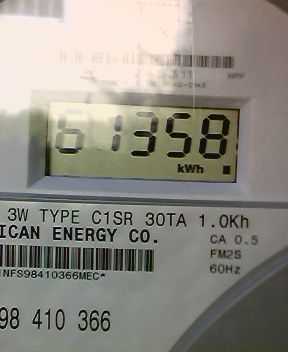 61358
kWh
3W TYPE C1SR 30TA 1.0Kh
ICAN ENERGY CO.
CA 0.5
FM2S
60Hz
NFS98410366MEC*
98 410 366